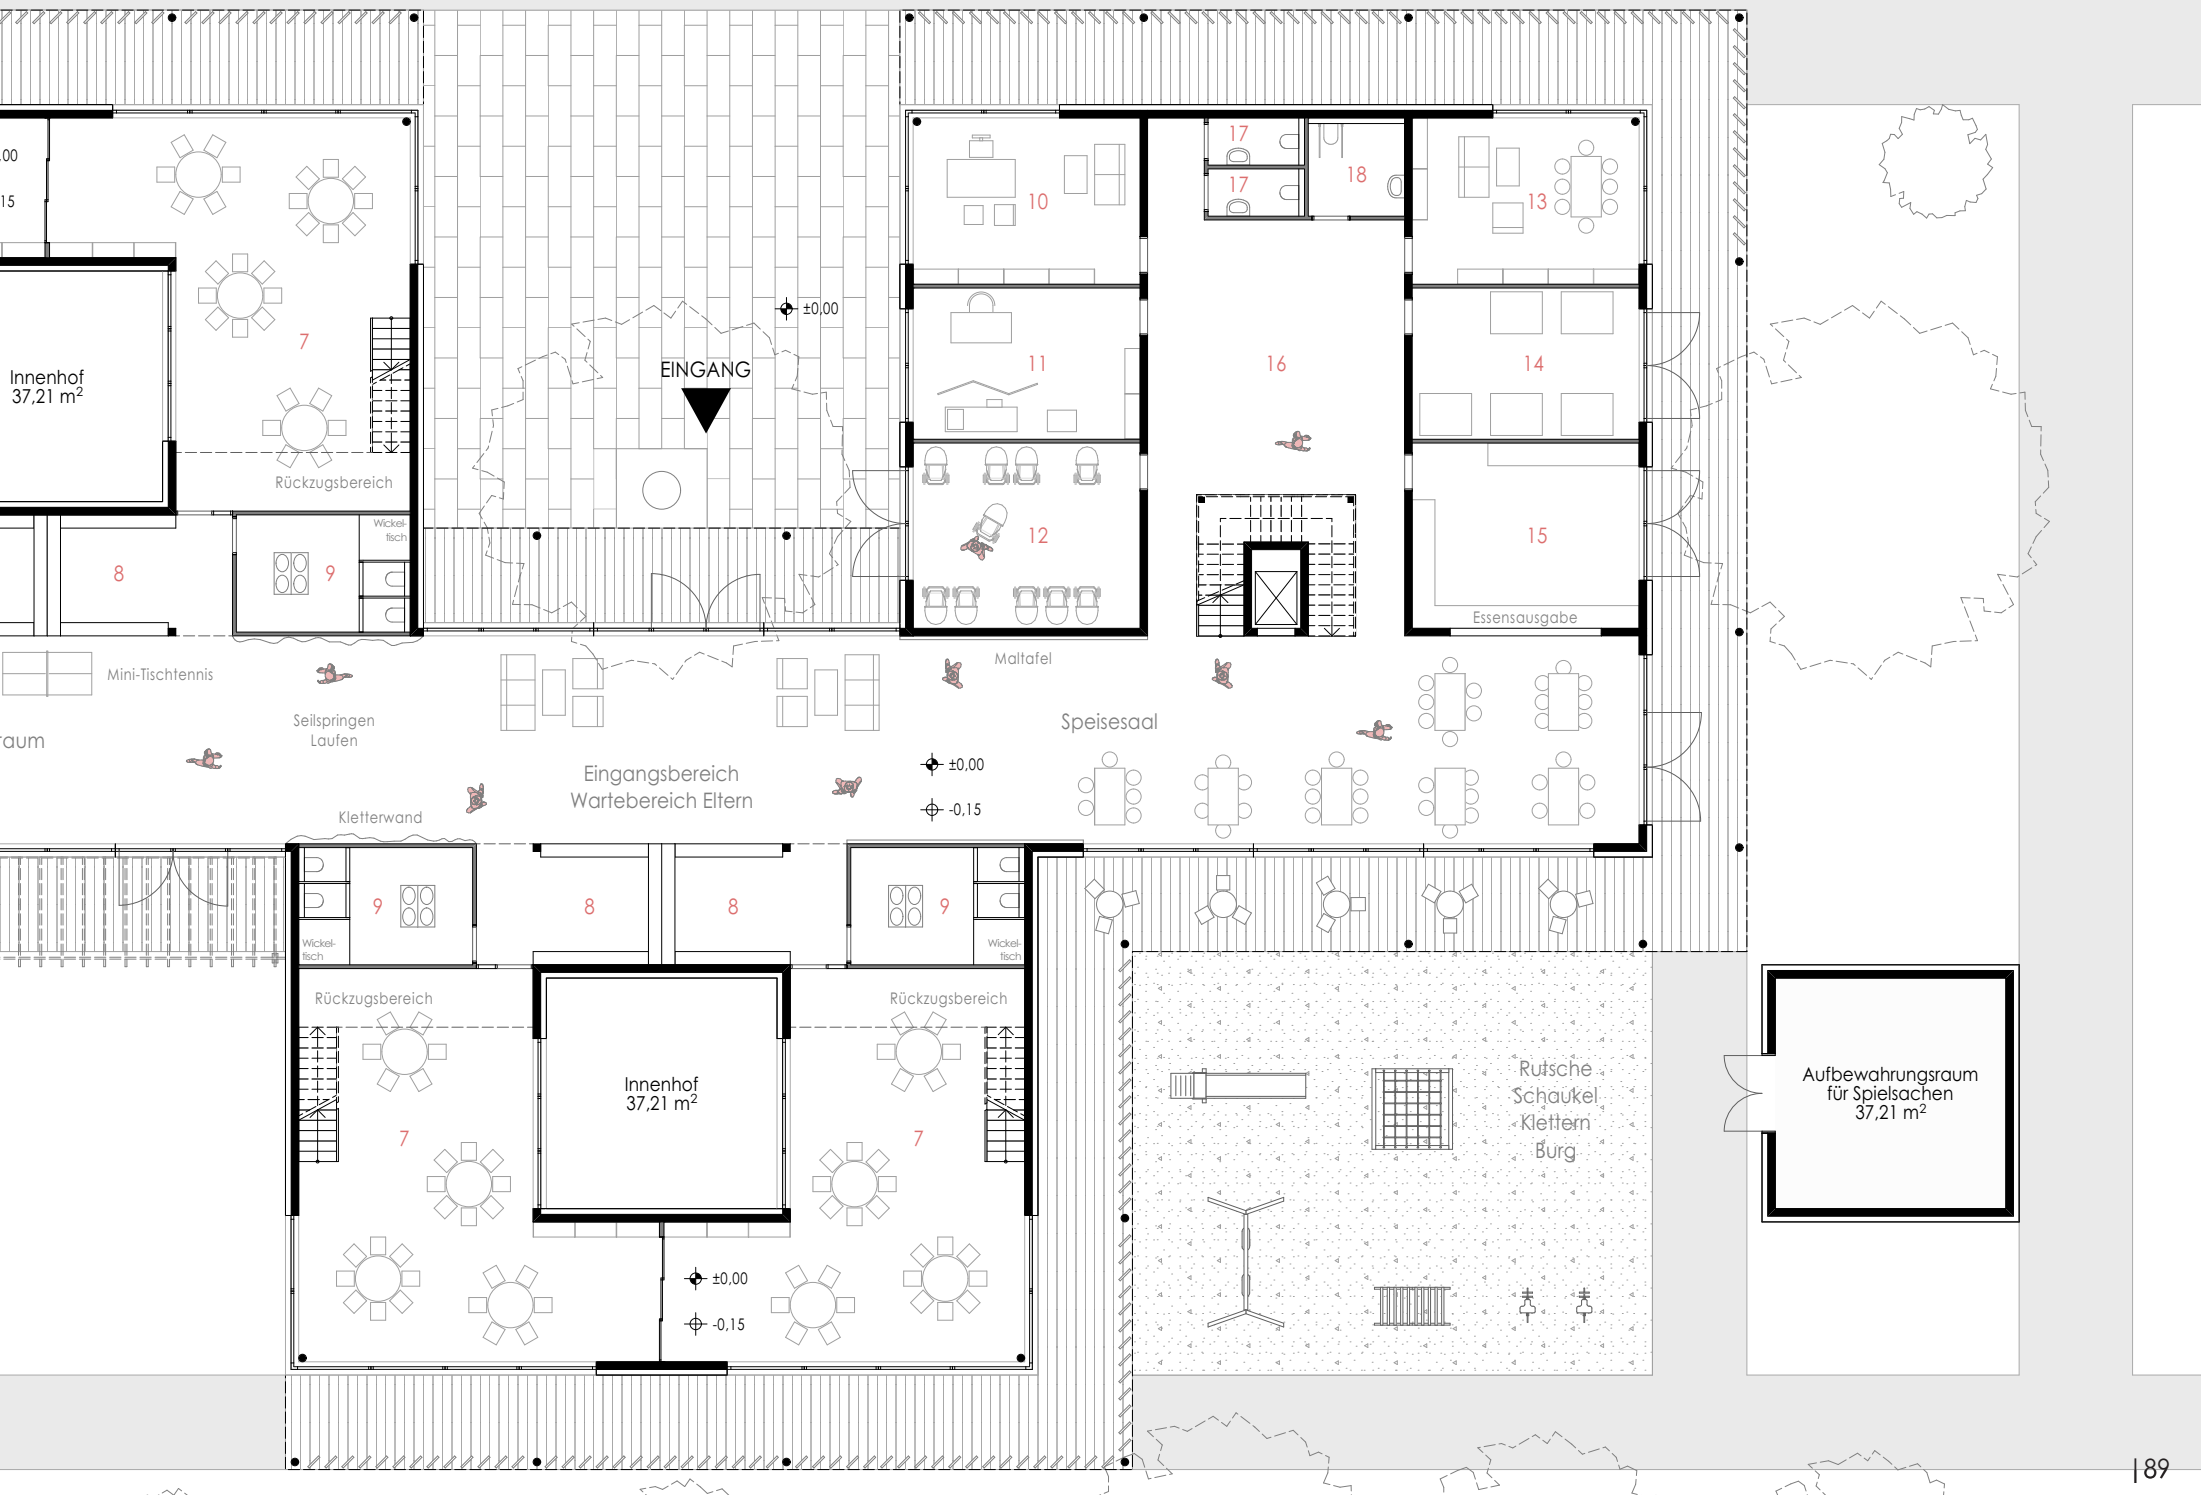 ,00
15
17
17
18
10
13
±0,00
7
EINGANG
11
16
14
Innenhof
37,21 m²
Rückzugsbereich
Wickel-
tisch
8
9
12
15
Essensausgabe
Mini-Tischtennis
Maltafel
Seilspringen
Laufen
raum
Speisesaal
Eingangsbereich
Wartebereich Eltern
±0,00
-0,15
Kletterwand
9
8
8
9
Wickel-
tisch
Wickel-
tisch
Rückzugsbereich
Rückzugsbereich
Innenhof
37,21 m²
7
7
Rutsche
Schaukel
Klettern
Burg
Aufbewahrungsraum
für Spielsachen
37,21 m²
±0,00
-0,15
|89